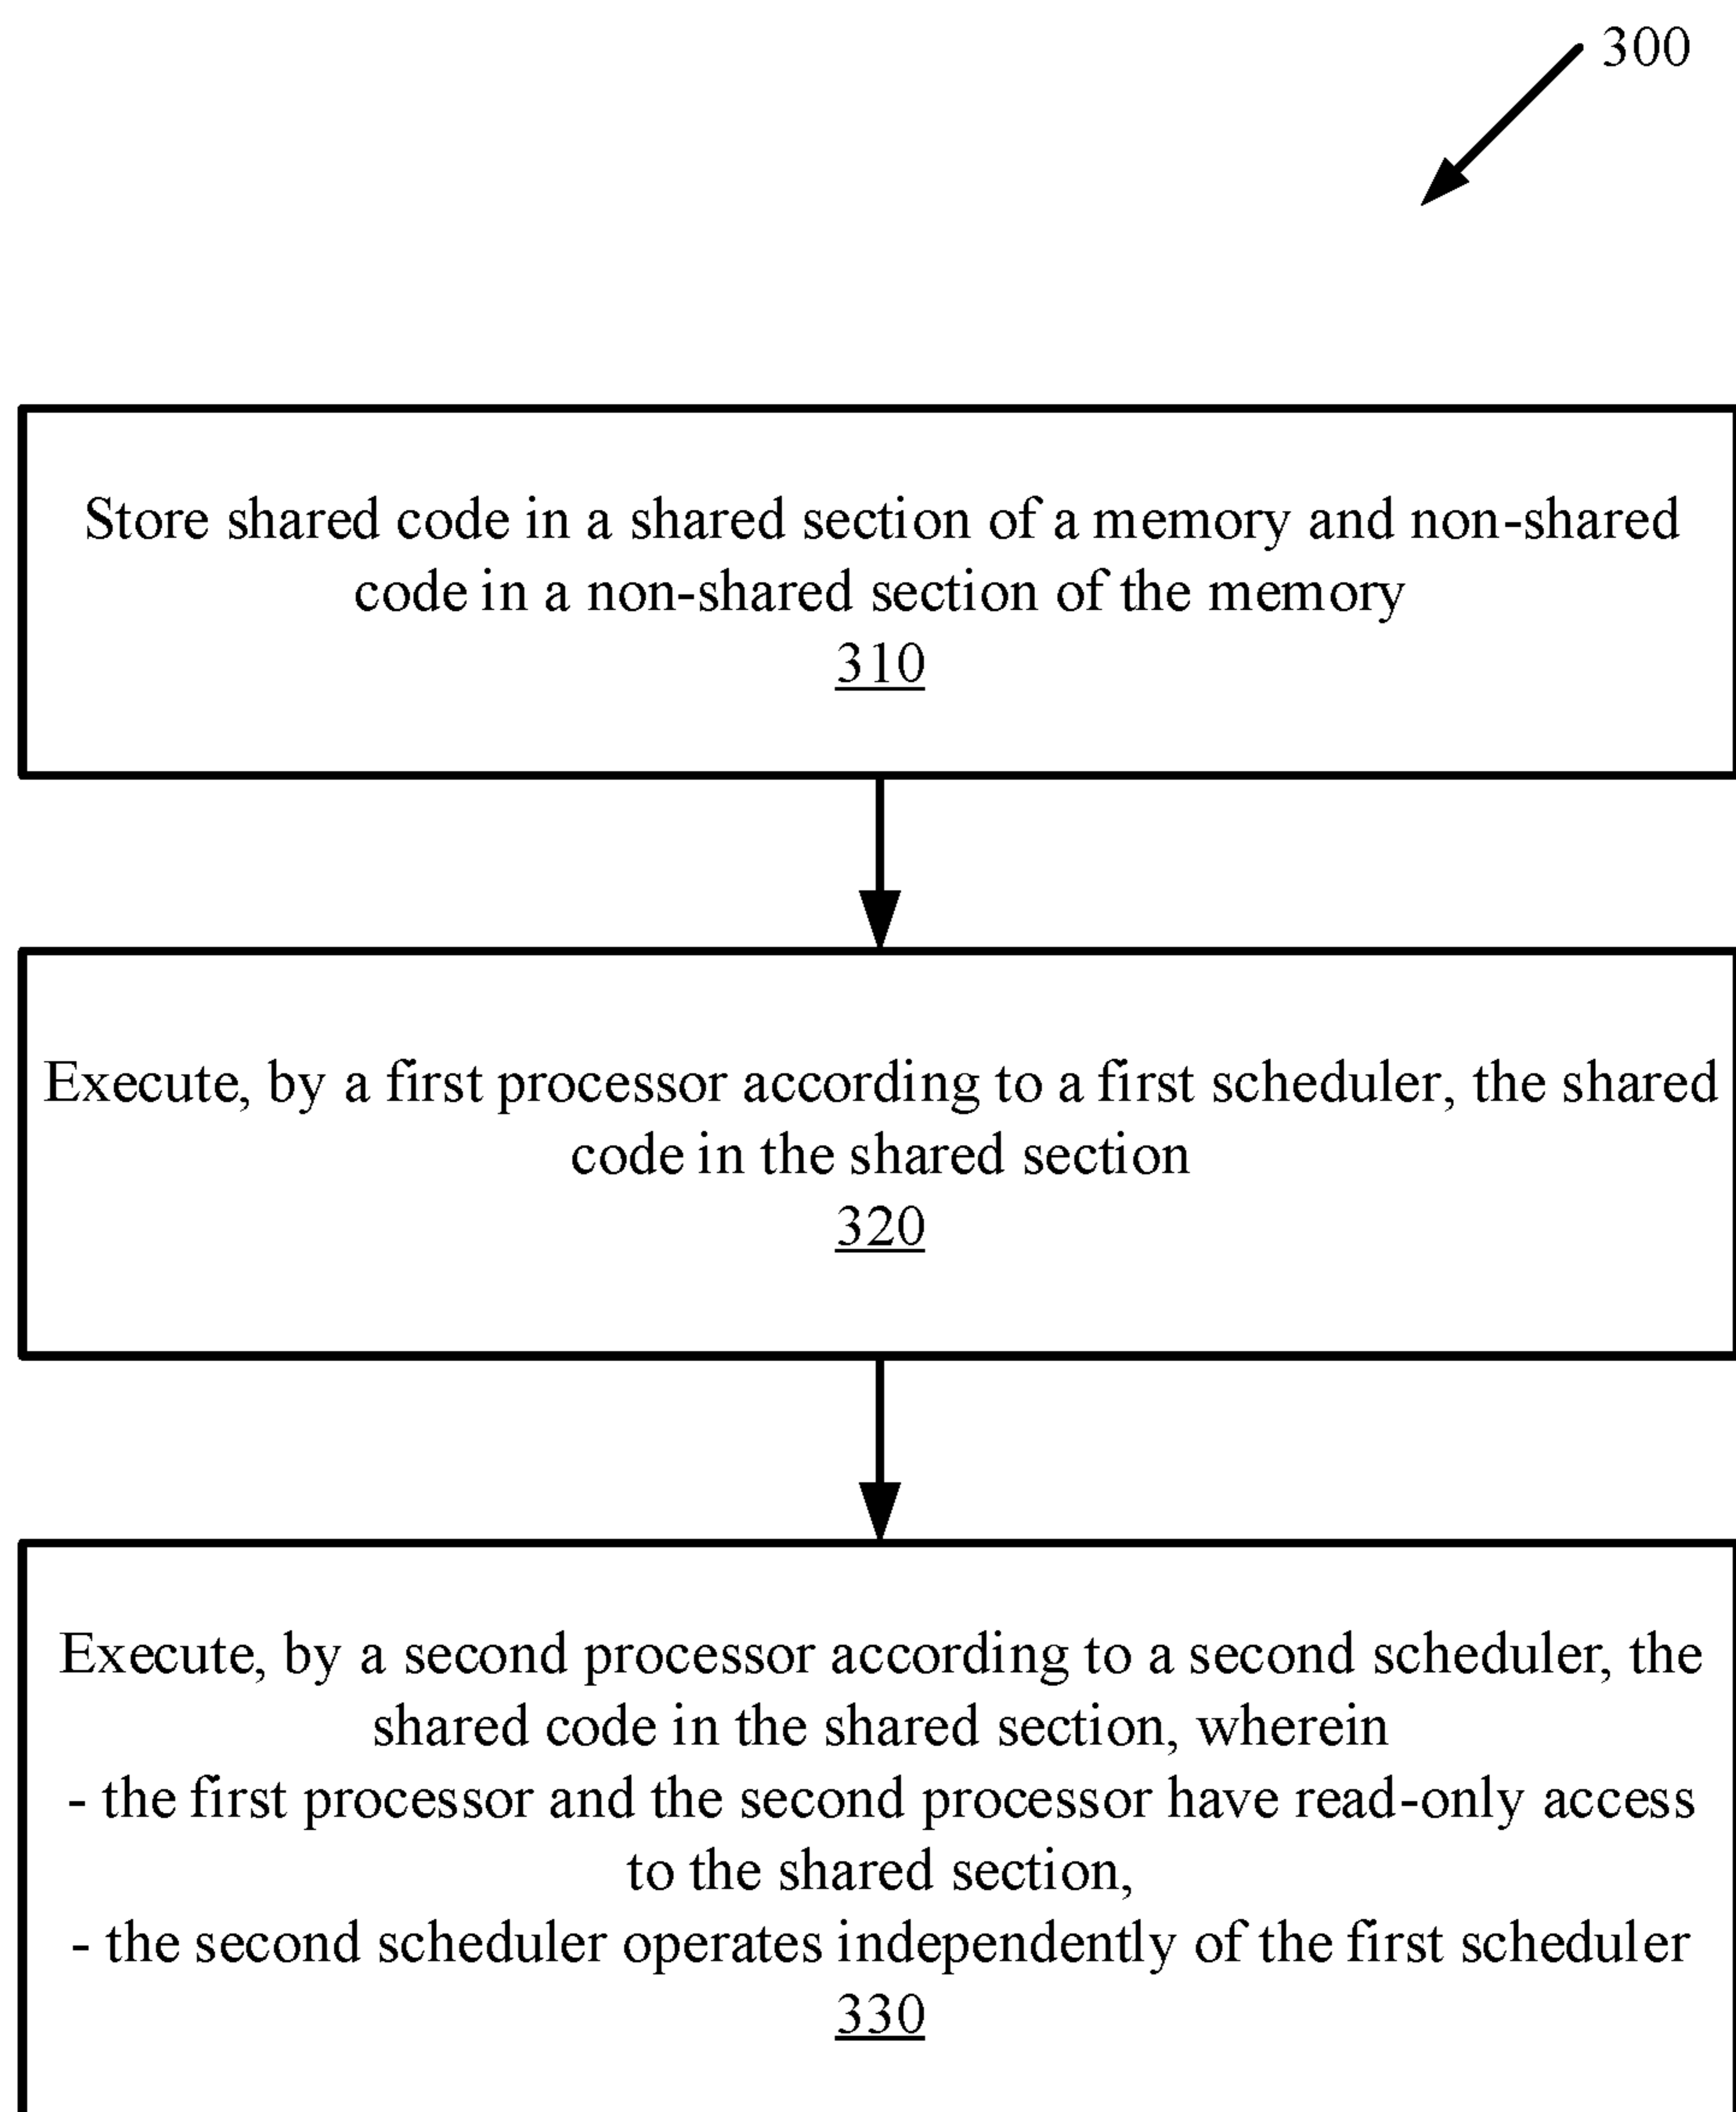 300
Store shared code in a shared section of a memory and non-shared
code in a non-shared section of the memory
310
Execute, by a first processor according to a first scheduler, the shared
code in the shared section
320
Execute, by a second processor according to a second scheduler, the
shared code in the shared section, wherein
- the first processor and the second processor have read-only access
to the shared section,
- the second scheduler operates independently of the first scheduler
330